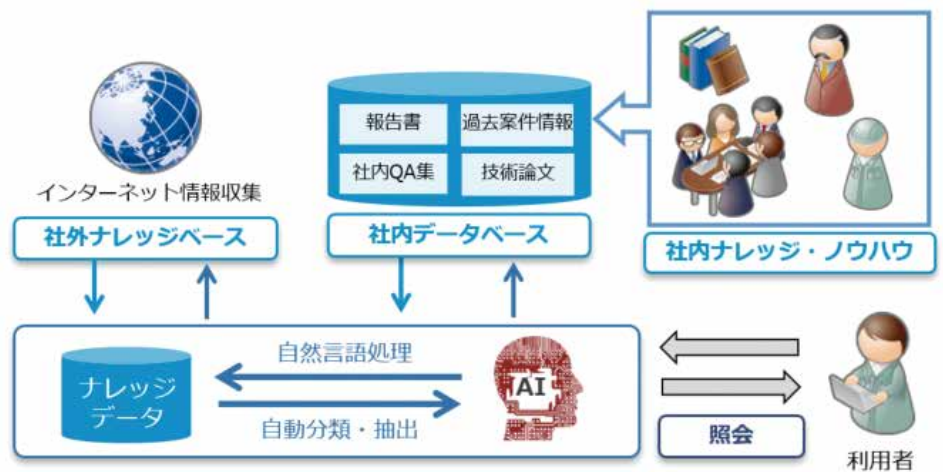 報告書
過去案件情報
社内QA集
技術論文
インターネット情報収集
社外ナレッジベース
社内データベース
社内ナレッジ・ノウハウ
自然言語処理
ナレッジ
データ
AI
自動分類・抽出
照会
利用者